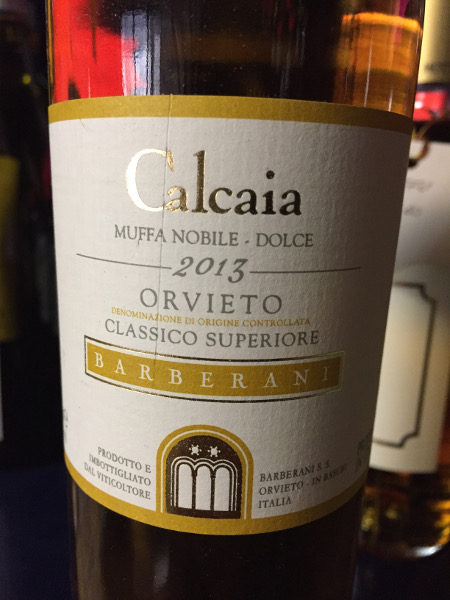 Calcaia
MUFFA NOBILE - DOLCE
2013
ORVIETO
DENOMINAZIONE DI ORIGINE CONTROLLATA
CLASSICO SUPERIORE
BARBERANI
PRODOTTO E
IMBOTTIGLIATO
DAL VITICOLTORE
BARBERANI S. S.
ORVIETO - IN BASCHI
ITALIA